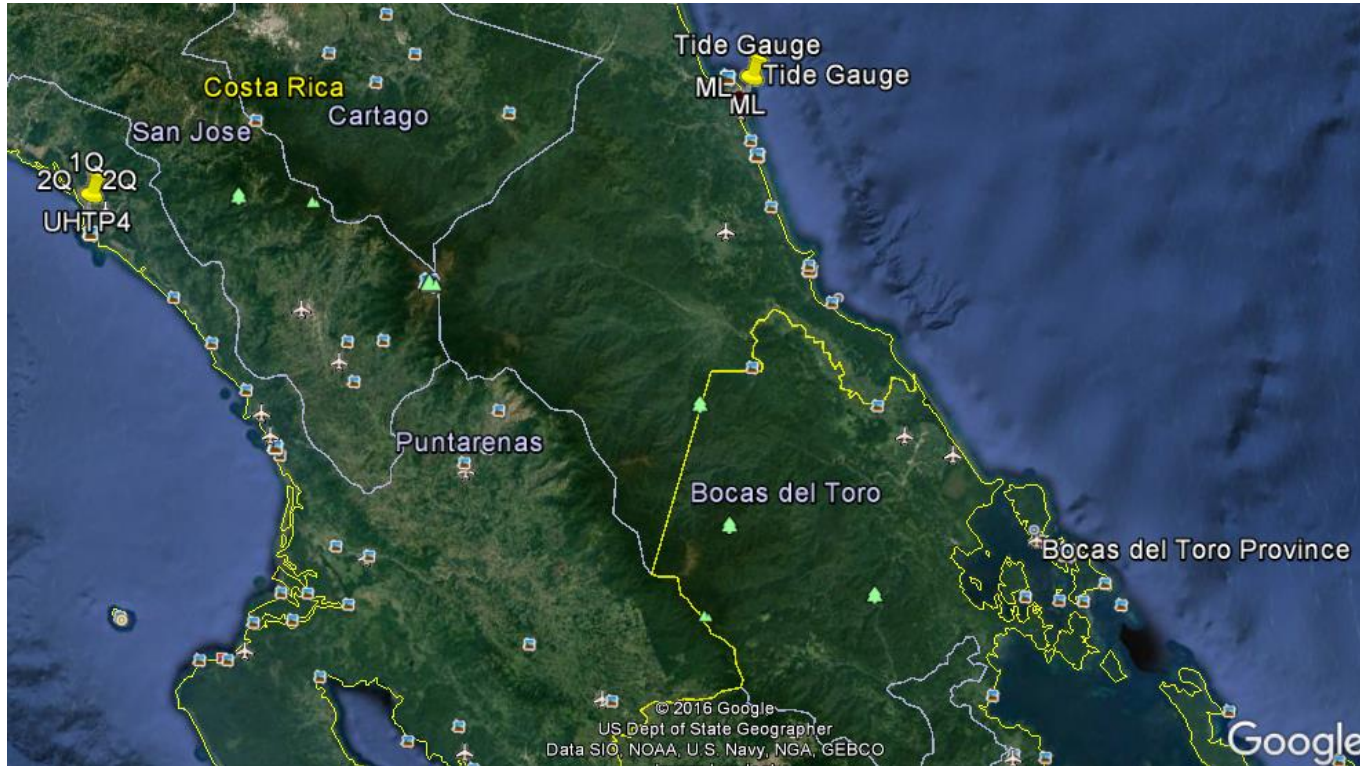 Tide Gauge
Tide Gauge
ML
ML
Costa Rica
Cartago
San Jose
1Q
2Q
2Q
UHTP4
Puntarenas
Bocas del Toro
Bocas del Toro Province
© 2016 Google
US Dept of State Geographer
Data SIO, NOAA, U.S. Navy, NGA, GEBCO
Google